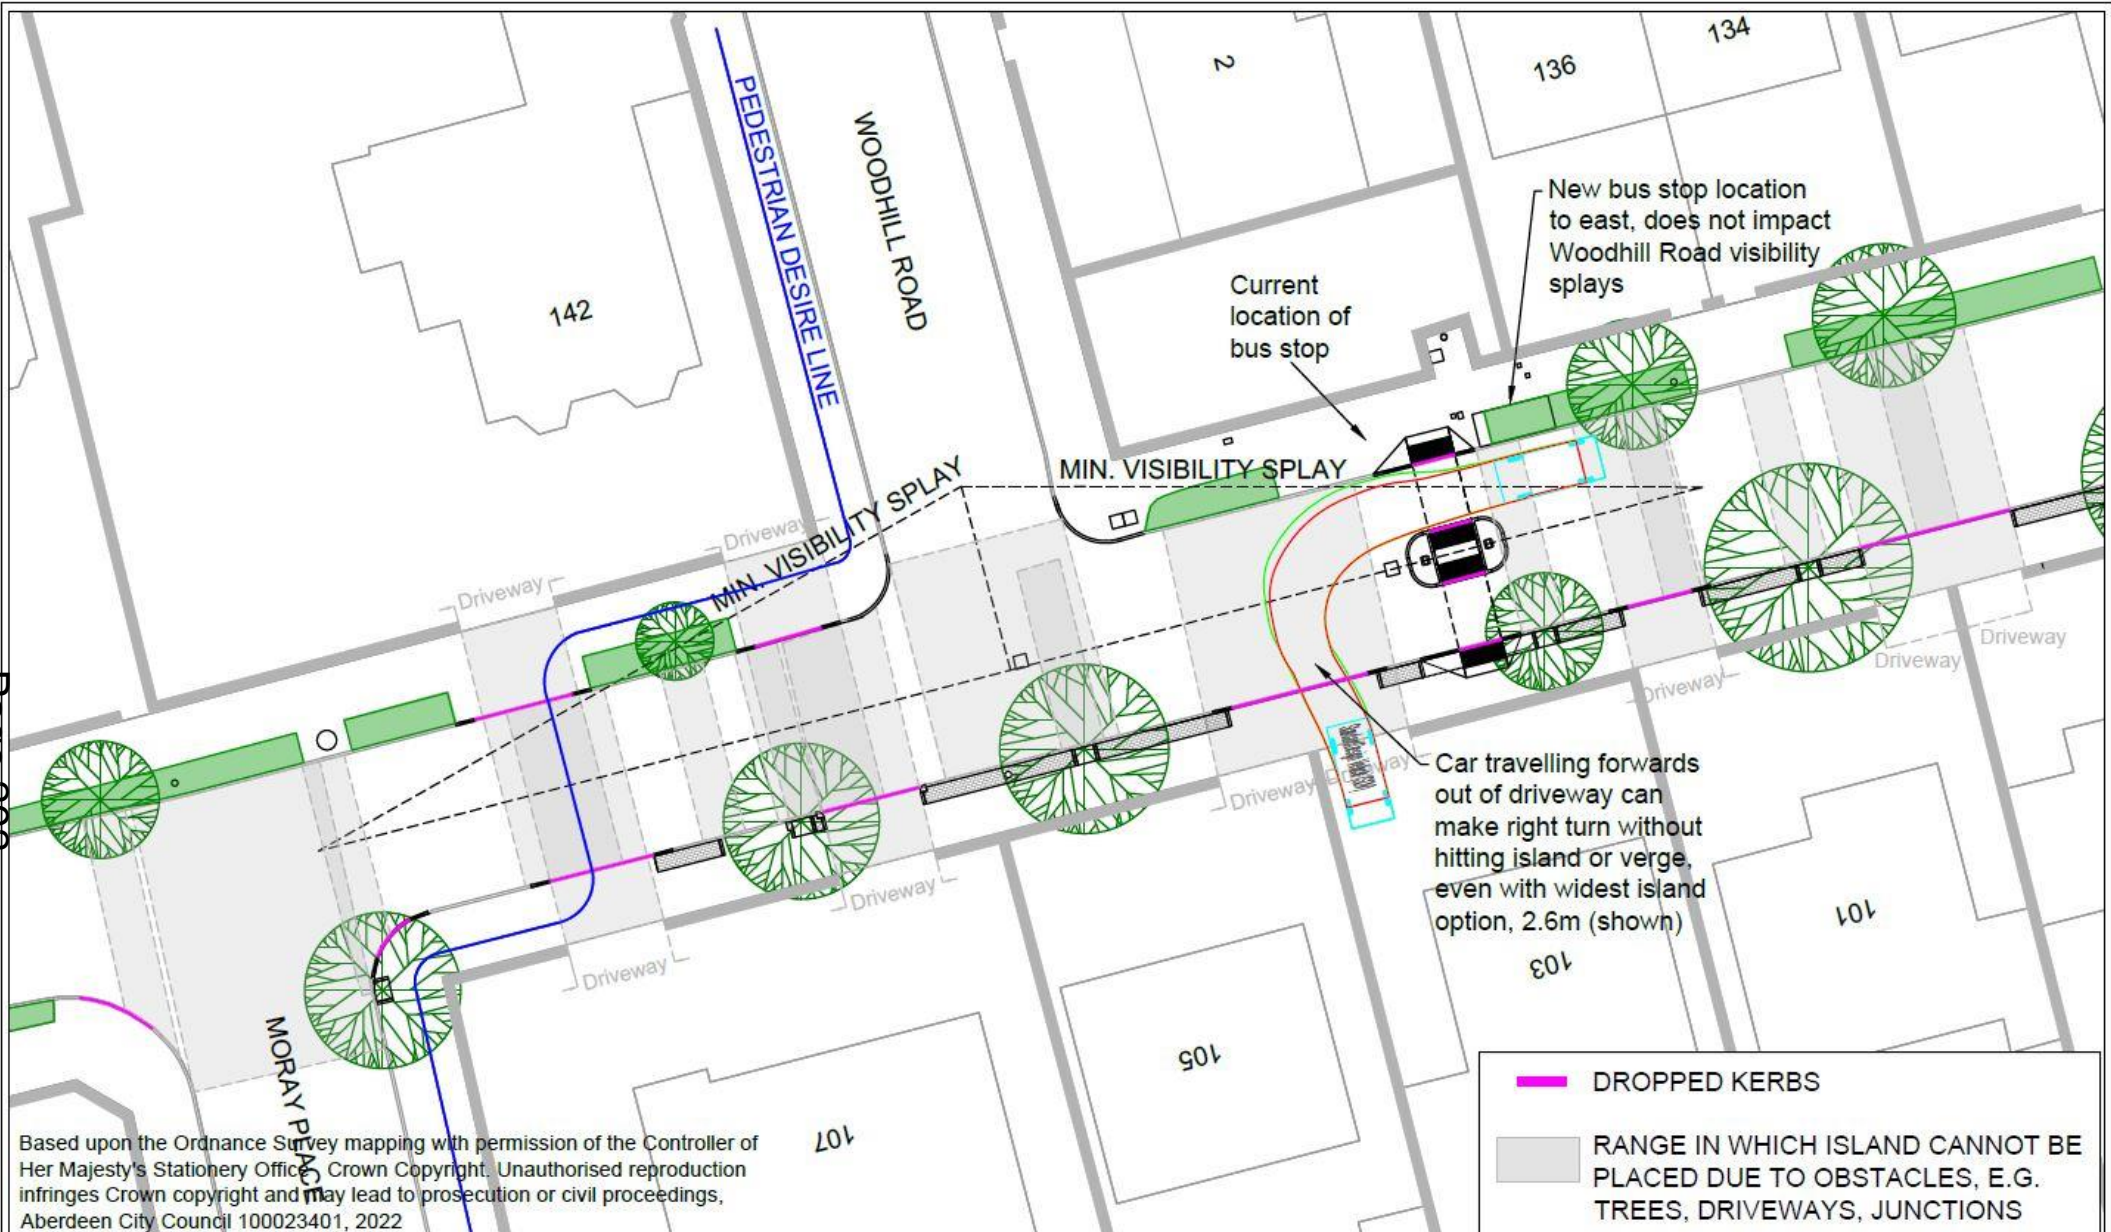 2
136
134
PEDESTRIAN DESIRE LINE
WOODHILL ROAD
New bus stop location
to east, does not impact
Woodhill Road visibility
splays
Current
location of
bus stop
142
MIN. VISIBILITY SPLAY
MIN. VISIBILITY SPLAY
Driveway
Driveway
Driveway
Driveway
Driveway
Driveway
Driveway
Driveway
Driveway
Car travelling forwards
out of driveway can
make right turn without
hitting island or verge,
even with widest island
option, 2.6m (shown)
101
103
105
107
MORAY PLACE
Based upon the Ordnance Survey mapping with permission of the Controller of
Her Majesty's Stationery Office Crown Copyright. Unauthorised reproduction
infringes Crown copyright and may lead to prosecution or civil proceedings,
Aberdeen City Council 100023401, 2022
DROPPED KERBS
RANGE IN WHICH ISLAND CANNOT BE
PLACED DUE TO OBSTACLES, E.G.
TREES, DRIVEWAYS, JUNCTIONS